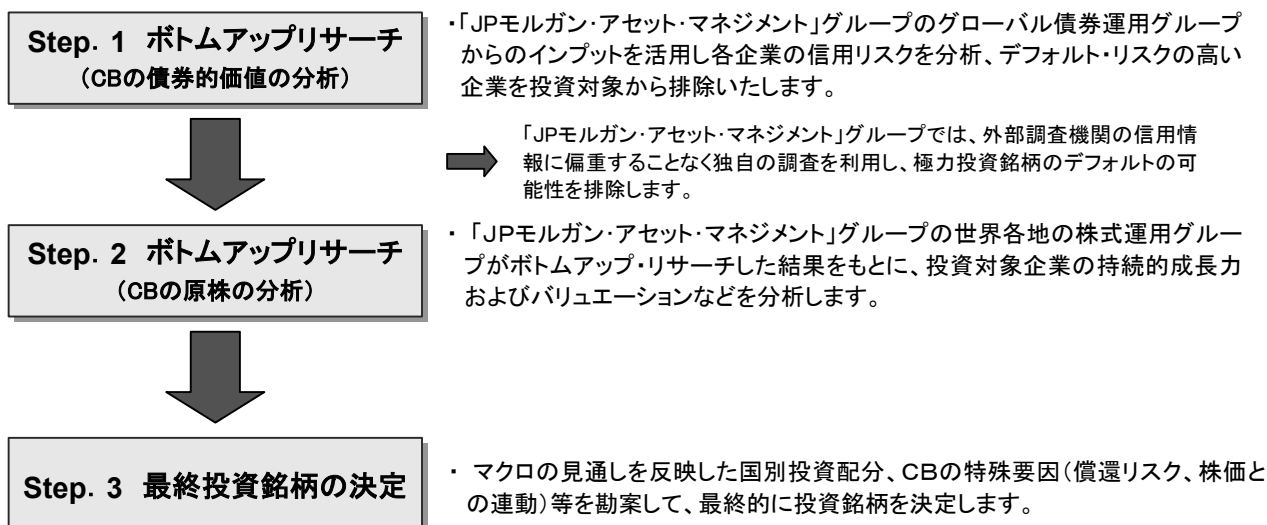 Step. 1 ボトムアップリサーチ
（CBの債券的価値の分析）
・「JPモルガン・アセット・マネジメント」グループのグローバル債券運用グループ
からのインプットを活用し各企業の信用リスクを分析、デフォルト・リスクの高い
企業を投資対象から排除いたします。
「JPモルガン・アセット・マネジメント」グループでは、外部調査機関の信用情
報に偏重することなく独自の調査を利用し、極力投資銘柄のデフォルトの可
能性を排除します。
Step. 2 ボトムアップリサーチ
（CBの原株の分析）
・「JPモルガン・アセット・マネジメント」グループの世界各地の株式運用グルー
プがボトムアップ・リサーチした結果をもとに、投資対象企業の持続的成長力
およびバリュエーションなどを分析します。
Step. 3 最終投資銘柄の決定
・ マクロの見通しを反映した国別投資配分、CBの特殊要因（償還リスク、株価と
の連動）等を勘案して、最終的に投資銘柄を決定します。